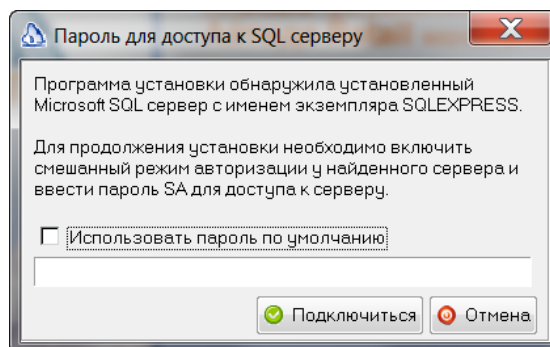 Пароль для доступа к SQL серверу
Программа установки обнаружила установленный
Microsoft SQL сервер с именем экземпляра SQLEXPRESS.
Для продолжения установки необходимо включить
смешанный режим авторизации у найденного сервера и
ввести пароль SA для доступа к серверу.
Использовать пароль по умолчанию
Подключиться
Отмена